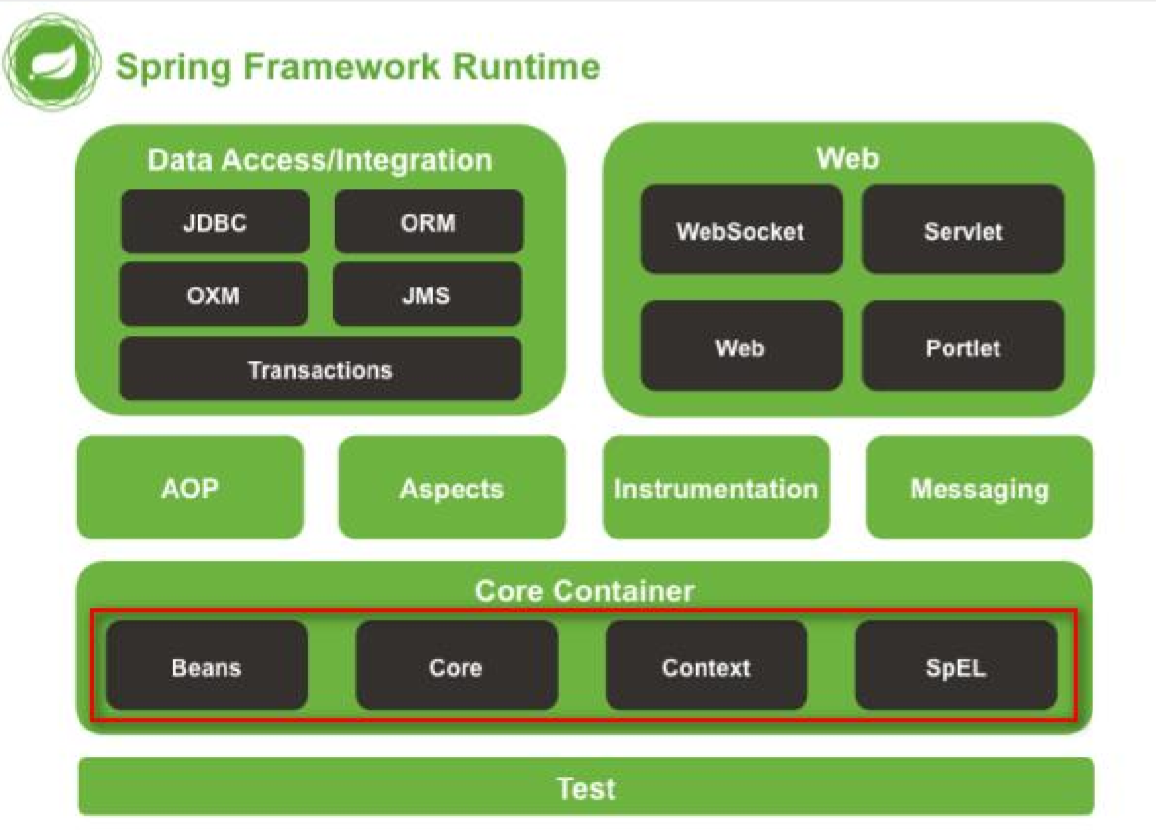 Spring Framework Runtime
Data Access/Integration
JDBC
ORM
OXM
JMS
Transactions
Web
WebSocket
Servlet
Web
Portlet
AOP
Aspects
Instrumentation
Messaging
Core Container
Beans
Core
Context
SpEL
Test